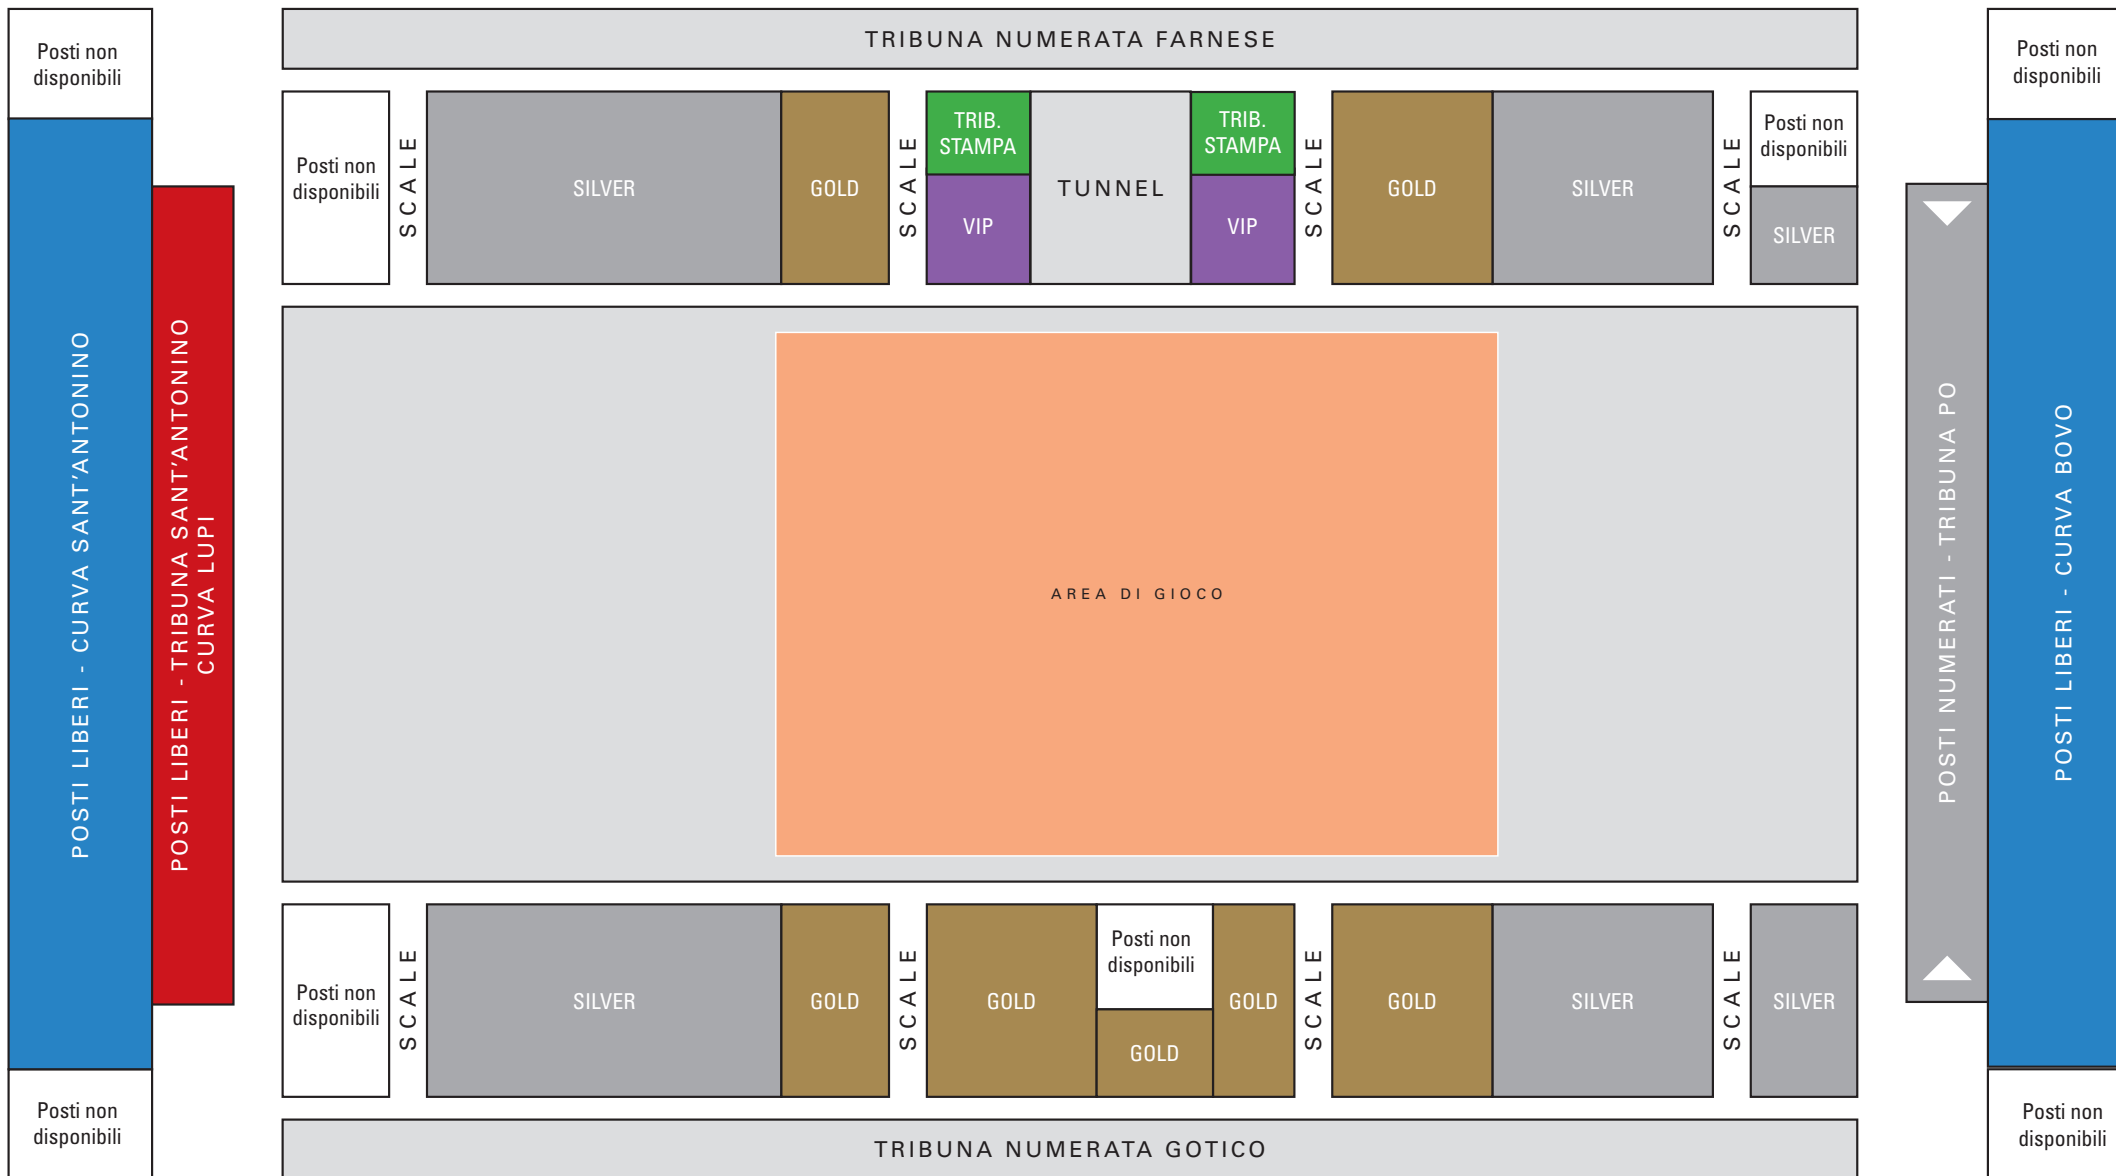 Posti non
disponibili
TRIBUNA NUMERATA FARNESE
Posti non
disponibili
Posti non
disponibili
SCALE
SILVER
GOLD
SCALE
TRIB.
STAMPA
VIP
TUNNEL
TRIB.
STAMPA
VIP
SCALE
GOLD
SILVER
SCALE
Posti non
disponibili
SILVER
POSTI LIBERI - CURVA SANT'ANTONINO
POSTI LIBERI - TRIBUNA SANT'ANTONINO
CURVA LUPI
AREA DI GIOCO
POSTI NUMERATI - TRIBUNA PO
POSTI LIBERI - CURVA BOVO
Posti non
disponibili
SCALE
SILVER
GOLD
SCALE
GOLD
Posti non
disponibili
GOLD
GOLD
SCALE
GOLD
SILVER
SCALE
SILVER
Posti non
disponibili
TRIBUNA NUMERATA GOTICO
Posti non
disponibili